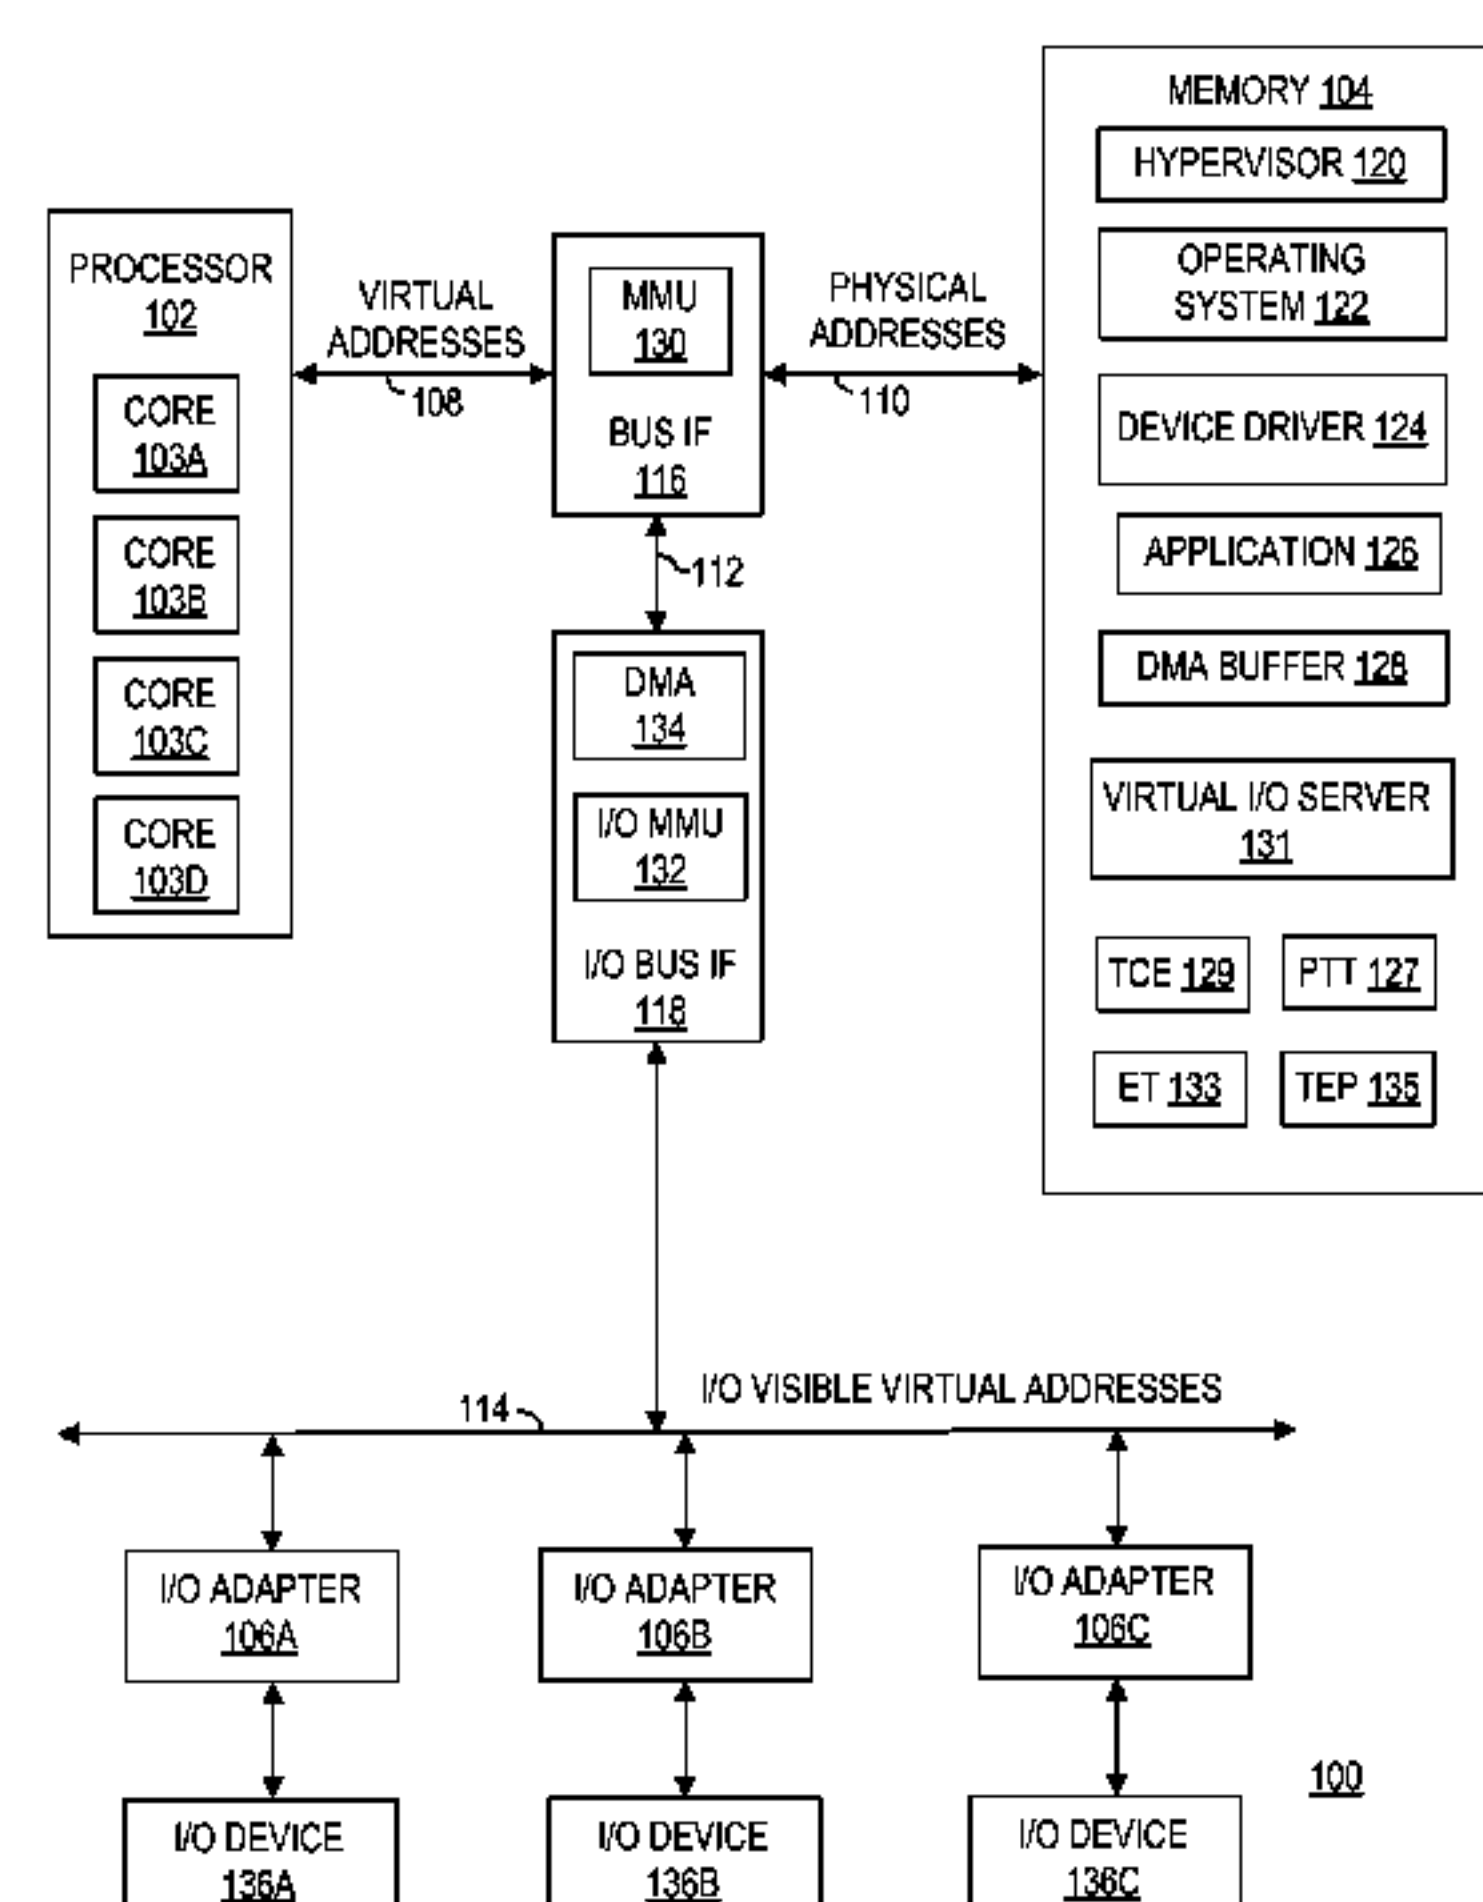 MEMORY 104
HYPERVISOR 120
OPERATING
SYSTEM 122
DEVICE DRIVER 124
APPLICATION 126
DMA BUFFER 128
VIRTUAL I/O SERVER
131
TCE 129
PTT 127
ET 133
TEP 135
PROCESSOR
102
CORE
103A
CORE
103B
CORE
103C
CORE
103D
VIRTUAL
ADDRESSES
108
MMU
130
BUS IF
116
PHYSICAL
ADDRESSES
110
112
DMA
134
I/O MMU
132
I/O BUS IF
118
114
I/O VISIBLE VIRTUAL ADDRESSES
I/O ADAPTER
106A
I/O ADAPTER
106B
I/O ADAPTER
106C
I/O DEVICE
136A
I/O DEVICE
136B
I/O DEVICE
136C
100